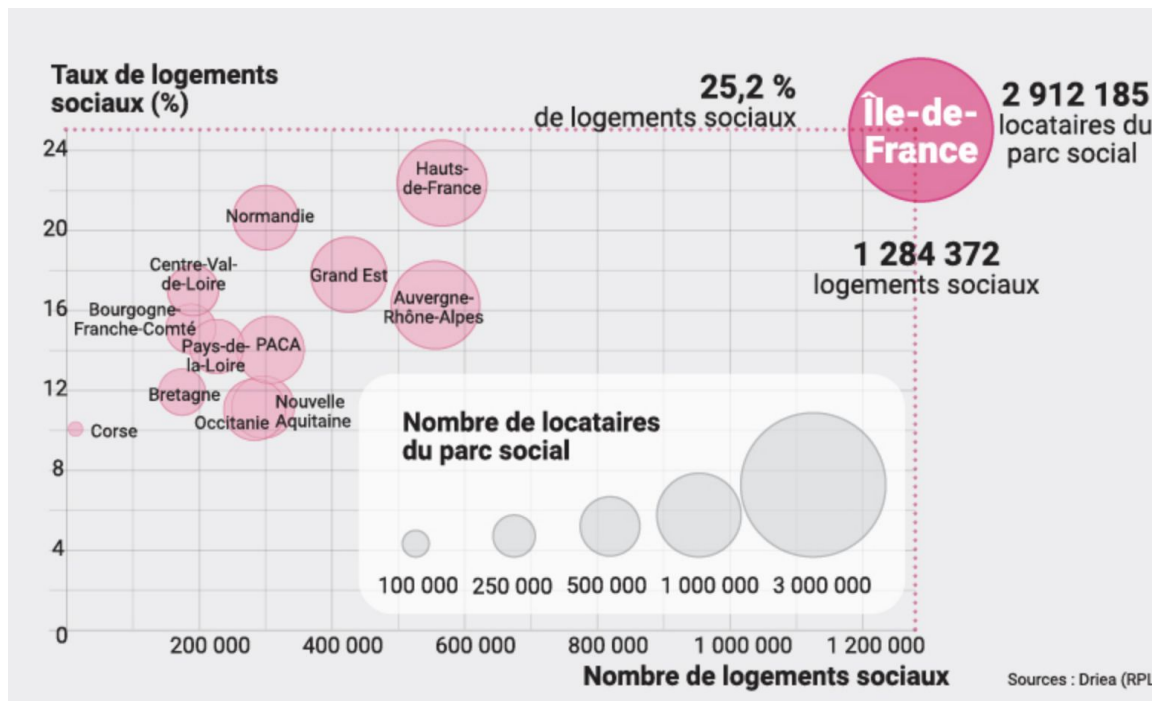 Taux de logements
sociaux (%)
25,2 %
de logements sociaux
Île-de-
France
2 912 185
locataires du
parc social
1 284 372
logements sociaux
24
20
16
12
8
4
0
Hauts-
de-France
Normandie
Centre-Val-
de-Loire
Grand Est
Auvergne-
Rhône-Alpes
Bourgogne-
Franche-Comté
Pays-de-
la-Loire
PACA
Bretagne
Occitanie
Nouvelle
Aquitaine
Corse
Nombre de locataires
du parc social
100 000 250 000 500 000 1 000 000 3 000 000
200 000 400 000 600 000 800 000 1 000 000 1 200 000
Nombre de logements sociaux
Sources : Driea (RPL